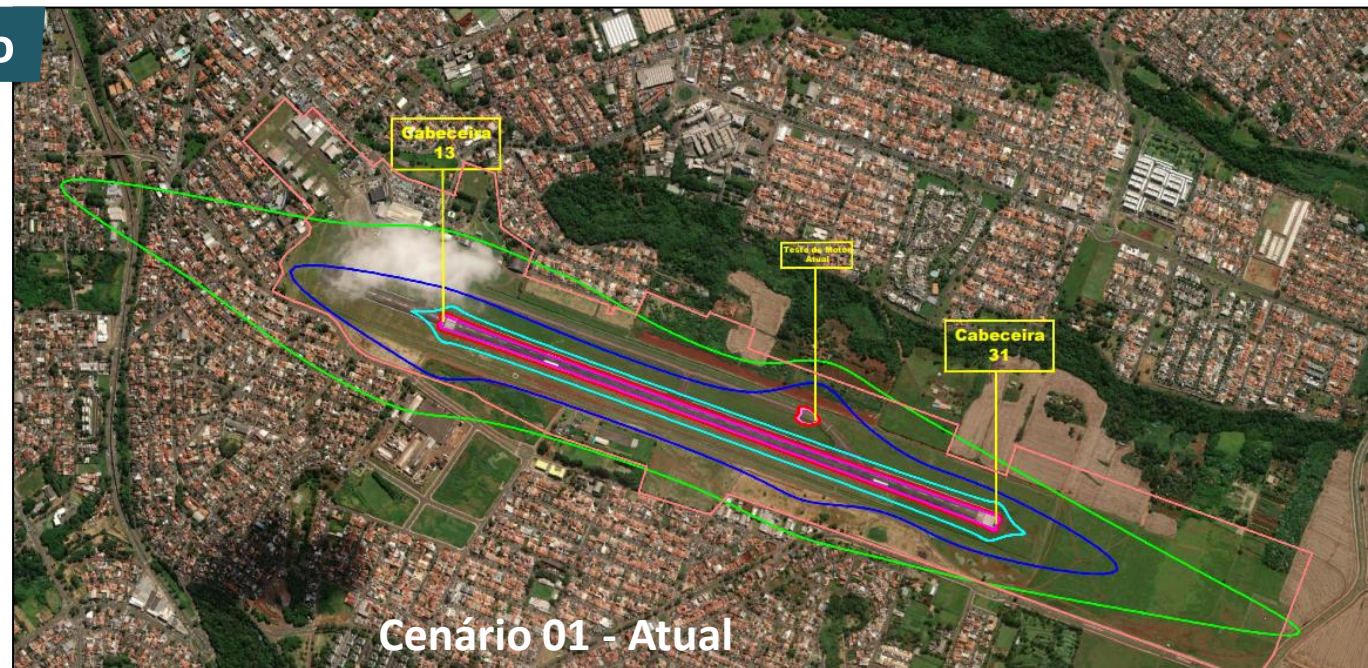 o
Cabeceira
13
Teste de Motor
Atual
Cabeceira
31
Cenário 01 - Atual